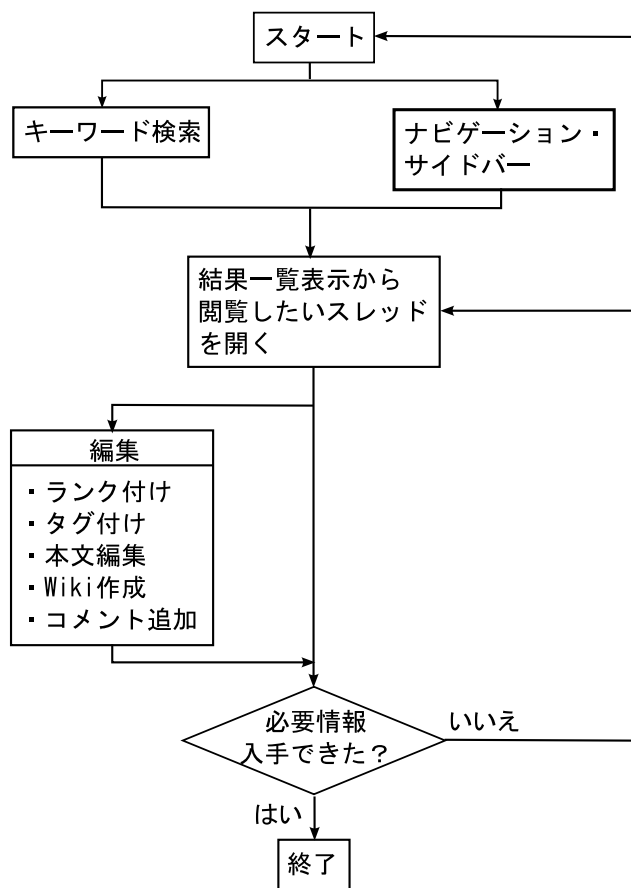 スタート
キーワード検索
ナビゲーション・
サイドバー
結果一覧表示から
閲覧したいスレッド
を開く
編集
・ランク付け
・タグ付け
・本文編集
・Wiki作成
・コメント追加
必要情報
入手できた？
いいえ
はい
終了